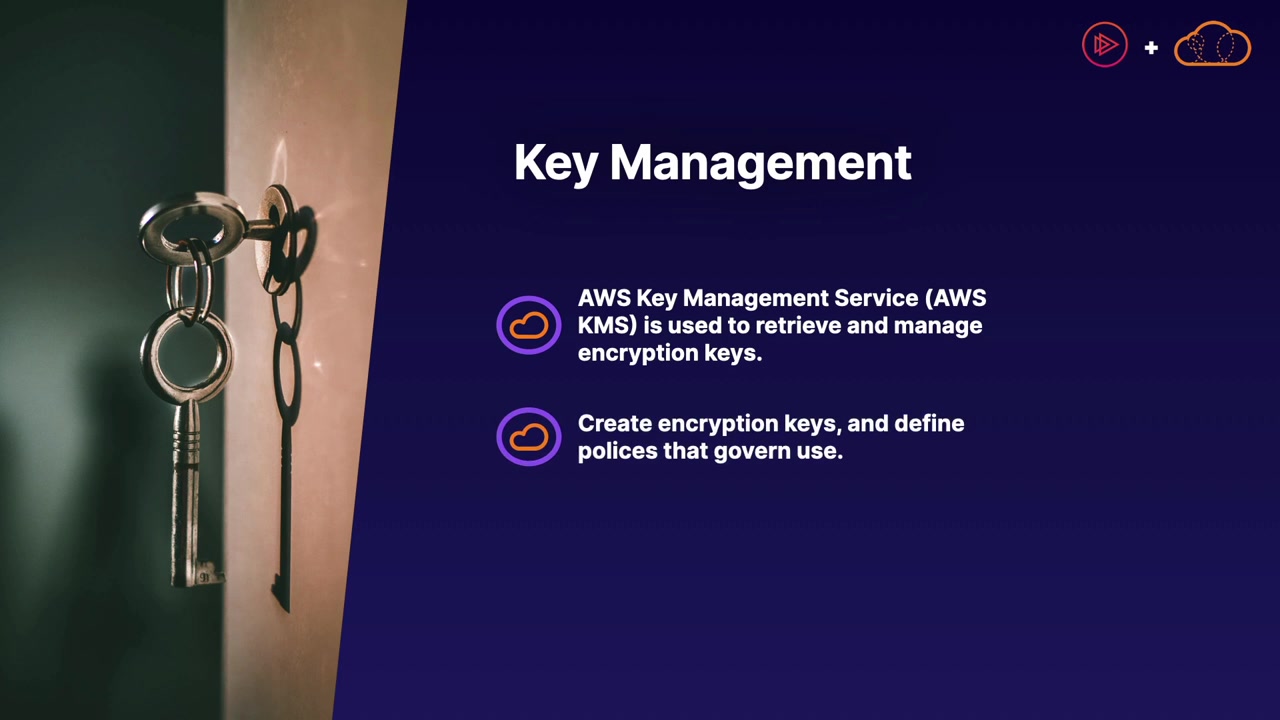 Key Management
AWS Key Management Service (AWS
KMS) is used to retrieve and manage
encryption keys.
Create encryption keys, and define
polices that govern use.